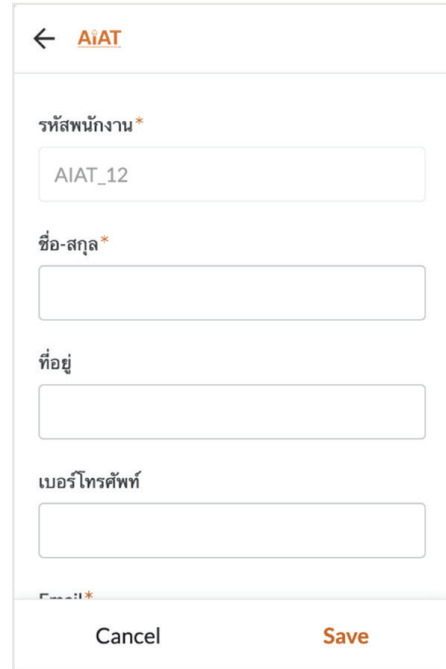 AiAT
รหัสพนักงาน*
AIAT_12
ชื่อ-สกุล*
ที่อยู่
เบอร์โทรศัพท์
Email*
Cancel Save